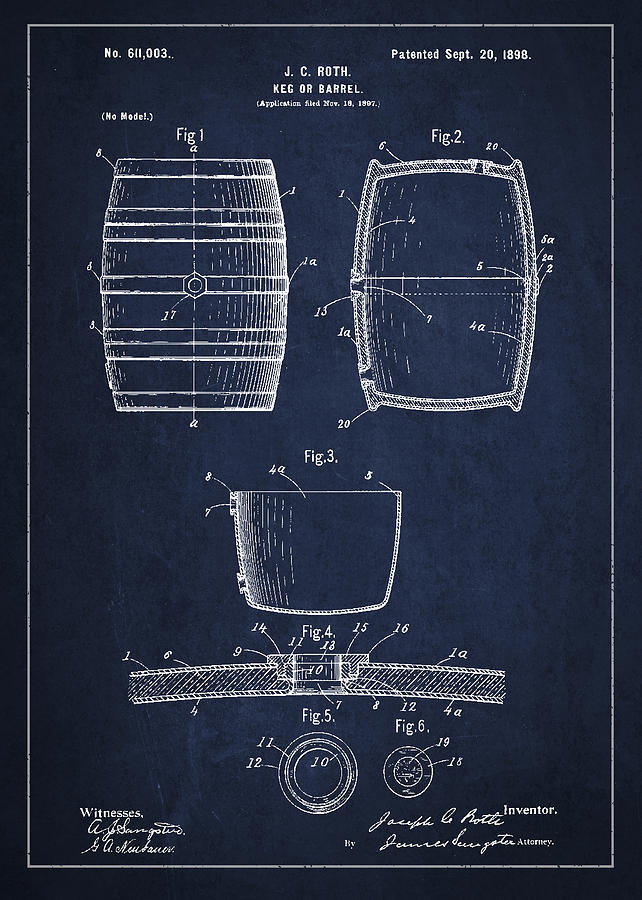 No. 611,003.
Patented Sept. 20, 1898.
J. C. ROTH.
KEG OR BARREL.
(Application filed Nov. 18, 1897.)
(No Model.)
Fig 1
Fig.2.
a
8
1
8
1a
17
8
a
6
20
1
4
5a
5
2a
2
13
7
1a
4a
20
Fig.3.
8
4a
5
7
Fig.4.
14
11
13
15
16
9
10
1
6
1a
12
4
7
8
4a
Fig.5.
Fig.6.
11
12
10
19
18
Witnesses,
A. J. Sangster.
G. A. Neubauer.
Joseph C. Roth Inventor.
By James Sangster Attorney.